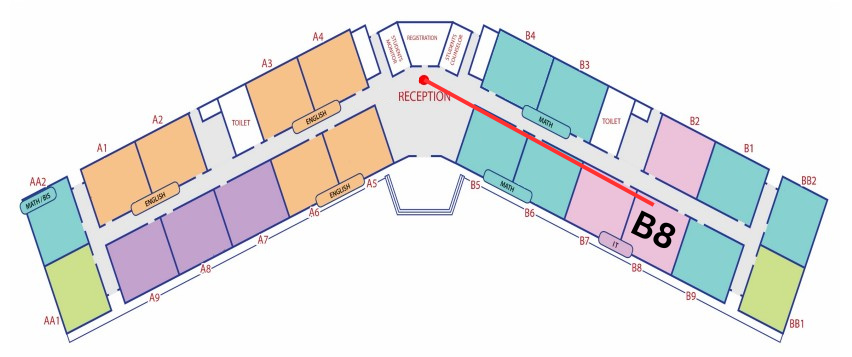 A4
STUDENTS MONITOR
REGISTRATION
STUDENTS COUNSELOR
B4
A3
B3
RECEPTION
A2
TOILET
ENGLISH
MATH
TOILET
B2
A1
B1
AA2
MATH / BIS
ENGLISH
ENGLISH
A5
B5
MATH
BB2
A6
B6
A7
B7
IT
B8
A8
B8
A9
B9
AA1
BB1